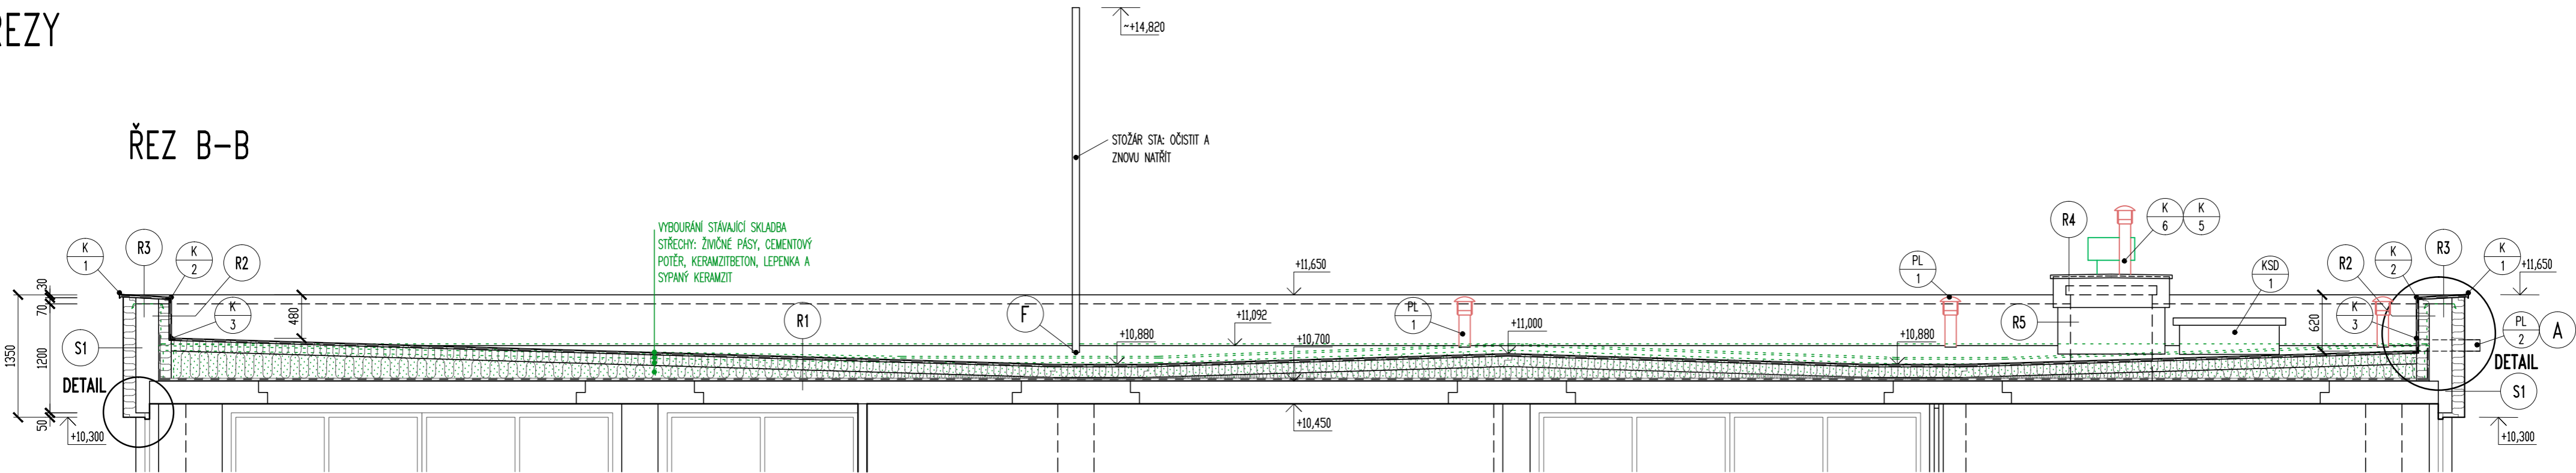 ŘEZY
ŘEZ B-B
~+14,820
STOŽÁR STA: OČISTIT A
ZNOVU NATŘÍT
VYBOURÁNÍ STÁVAJÍCÍ SKLADBA
STŘECHY: ŽIVIČNÉ PÁSY, CEMENTOVÝ
POTĚR, KERAMZITBETON, LEPENKA A
SYPANÝ KERAMZIT
K
1
R3
K
2
R2
K
3
S1
DETAIL
30
70
1200
1350
50
+10,300
480
R1
F
+11,650
+11,092
+10,880
+10,700
+10,450
PL
1
+11,000
PL
1
+10,880
R4
R5
K
6
K
5
KSD
1
620
R2
K
2
K
3
R3
K
1
+11,650
PL
2
A
DETAIL
S1
+10,300